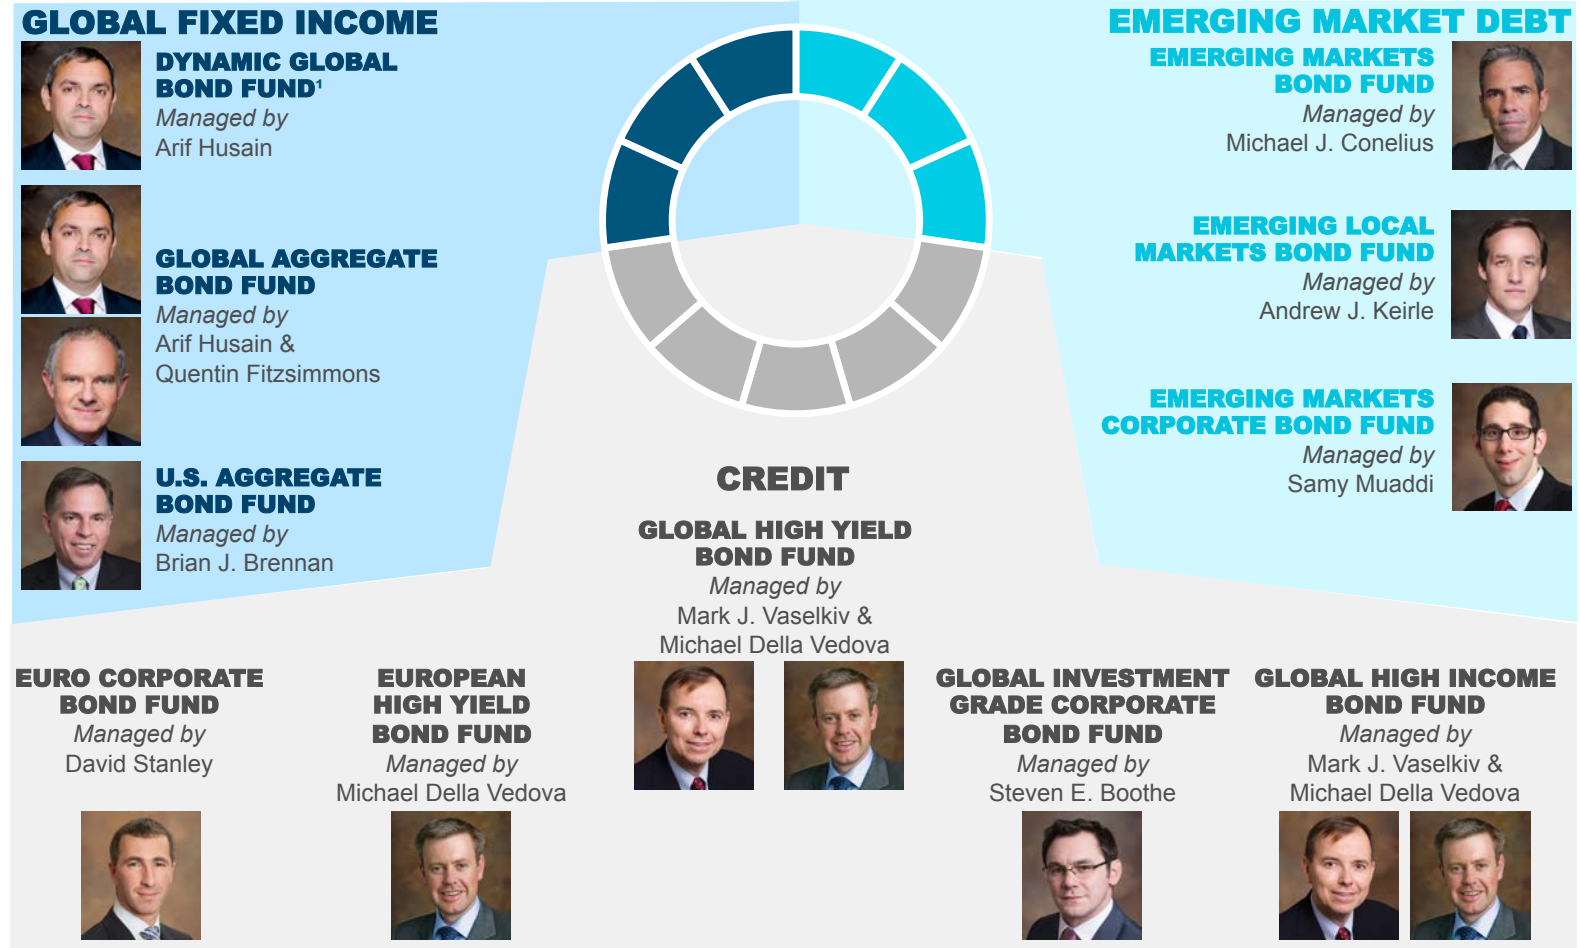 GLOBAL FIXED INCOME
DYNAMIC GLOBAL
BOND FUND¹
Managed by
Arif Husain
GLOBAL AGGREGATE
BOND FUND
Managed by
Arif Husain &
Quentin Fitzsimmons
U.S. AGGREGATE
BOND FUND
Managed by
Brian J. Brennan
EMERGING MARKET DEBT
EMERGING MARKETS
BOND FUND
Managed by
Michael J. Conelius
EMERGING LOCAL
MARKETS BOND FUND
Managed by
Andrew J. Keirle
EMERGING MARKETS
CORPORATE BOND FUND
Managed by
Samy Muaddi
CREDIT
GLOBAL HIGH YIELD
BOND FUND
Managed by
Mark J. Vaselkiv &
Michael Della Vedova
EURO CORPORATE
BOND FUND
Managed by
David Stanley
EUROPEAN
HIGH YIELD
BOND FUND
Managed by
Michael Della Vedova
GLOBAL INVESTMENT
GRADE CORPORATE
BOND FUND
Managed by
Steven E. Boothe
GLOBAL HIGH INCOME
BOND FUND
Managed by
Mark J. Vaselkiv &
Michael Della Vedova